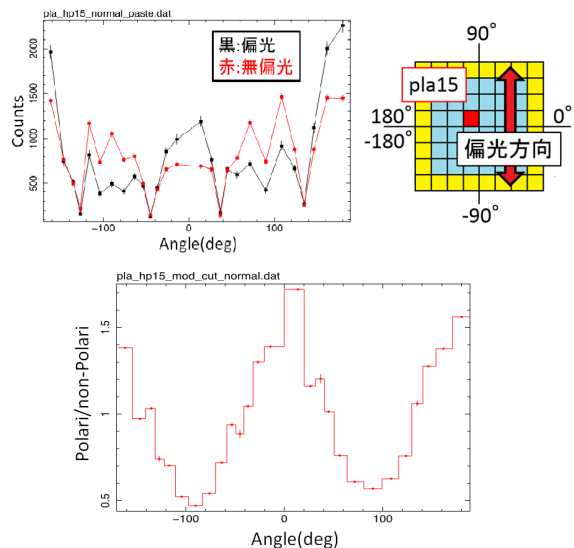 pla_hp15_normal_paste.dat
Counts
2000
1500
1000
500
黒:偏光
赤:無偏光
-100
0
100
Angle(deg)
90°
pla15
180°
-180°
0°
偏光方向
-90°
pla_hp15_mod_cut_normal.dat
Polari/non-Polari
1.5
1
0.5
-100
0
100
Angle(deg)